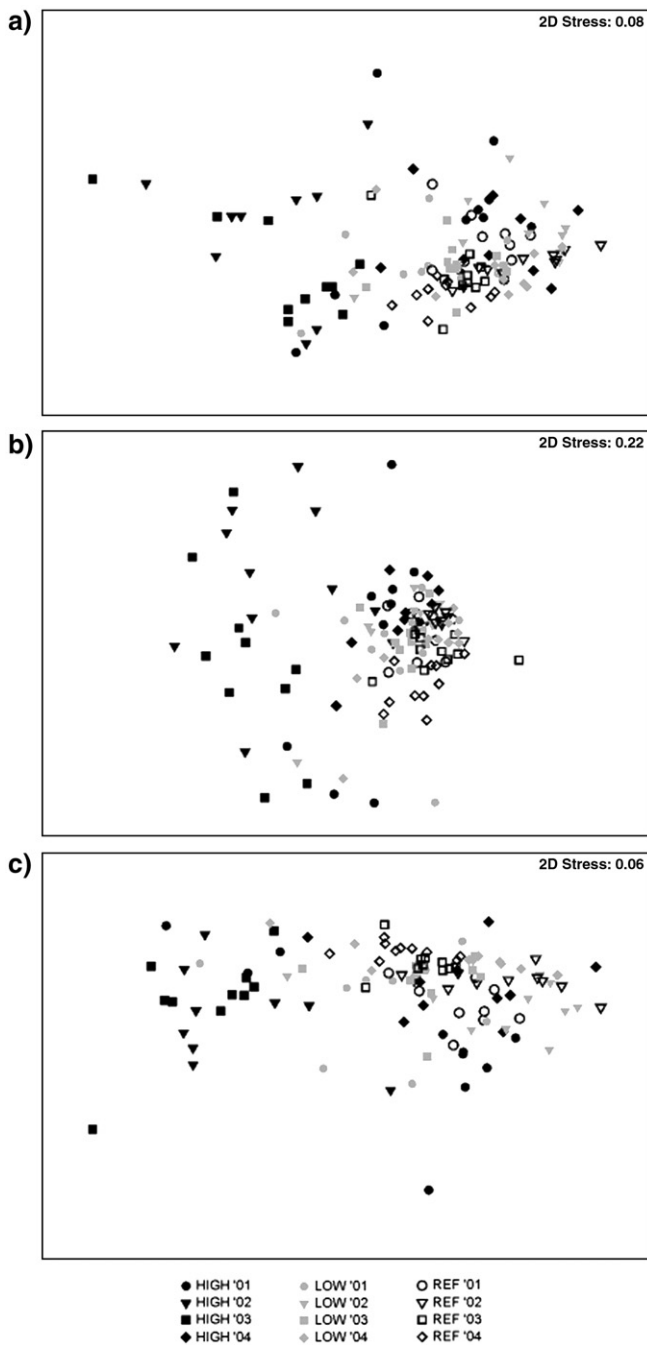 a)
2D Stress: 0.08
b)
2D Stress: 0.22
c)
2D Stress: 0.06
HIGH '01 LOW '01 REF '01
HIGH '02 LOW '02 REF '02
HIGH '03 LOW '03 REF '03
HIGH '04 LOW '04 REF '04